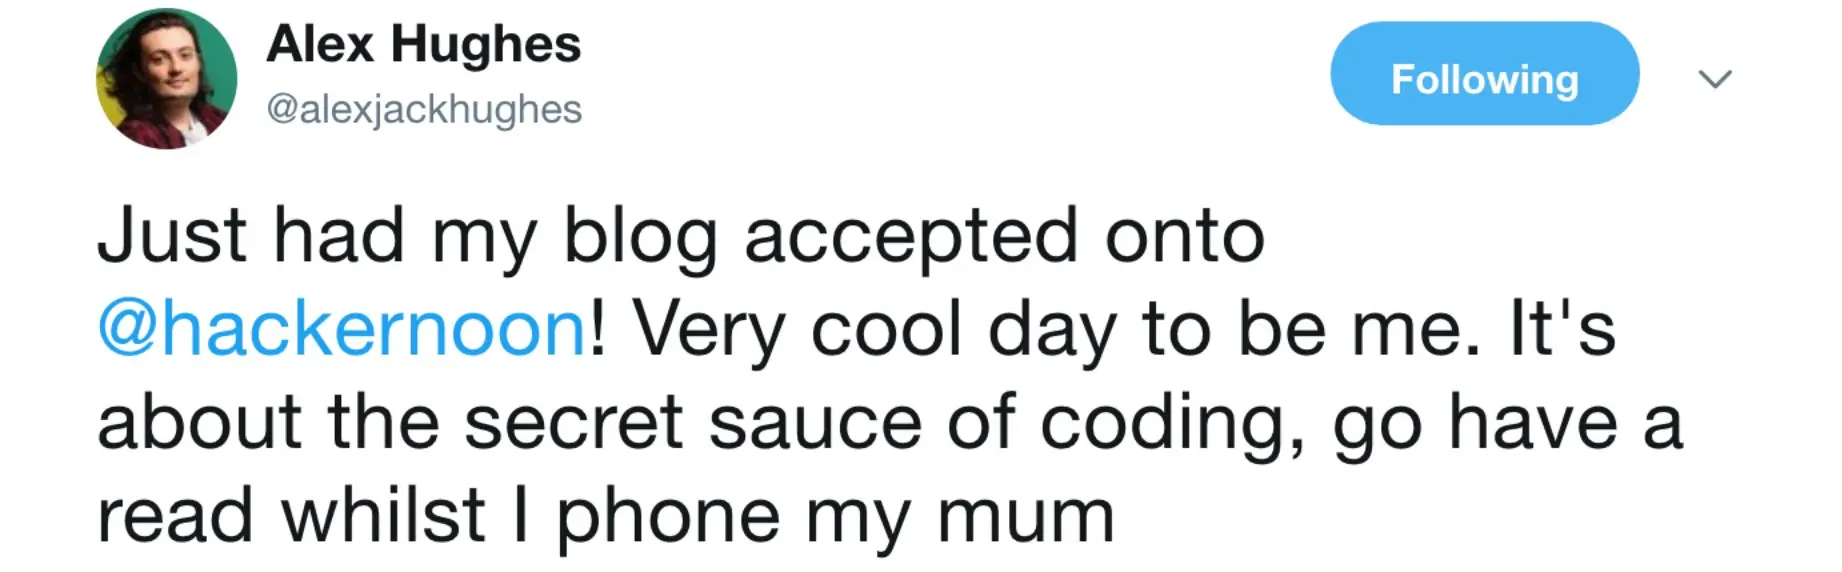 Alex Hughes
@alexjackhughes
Following
Just had my blog accepted onto
@hackernoon! Very cool day to be me. It's
about the secret sauce of coding, go have a
read whilst I phone my mum